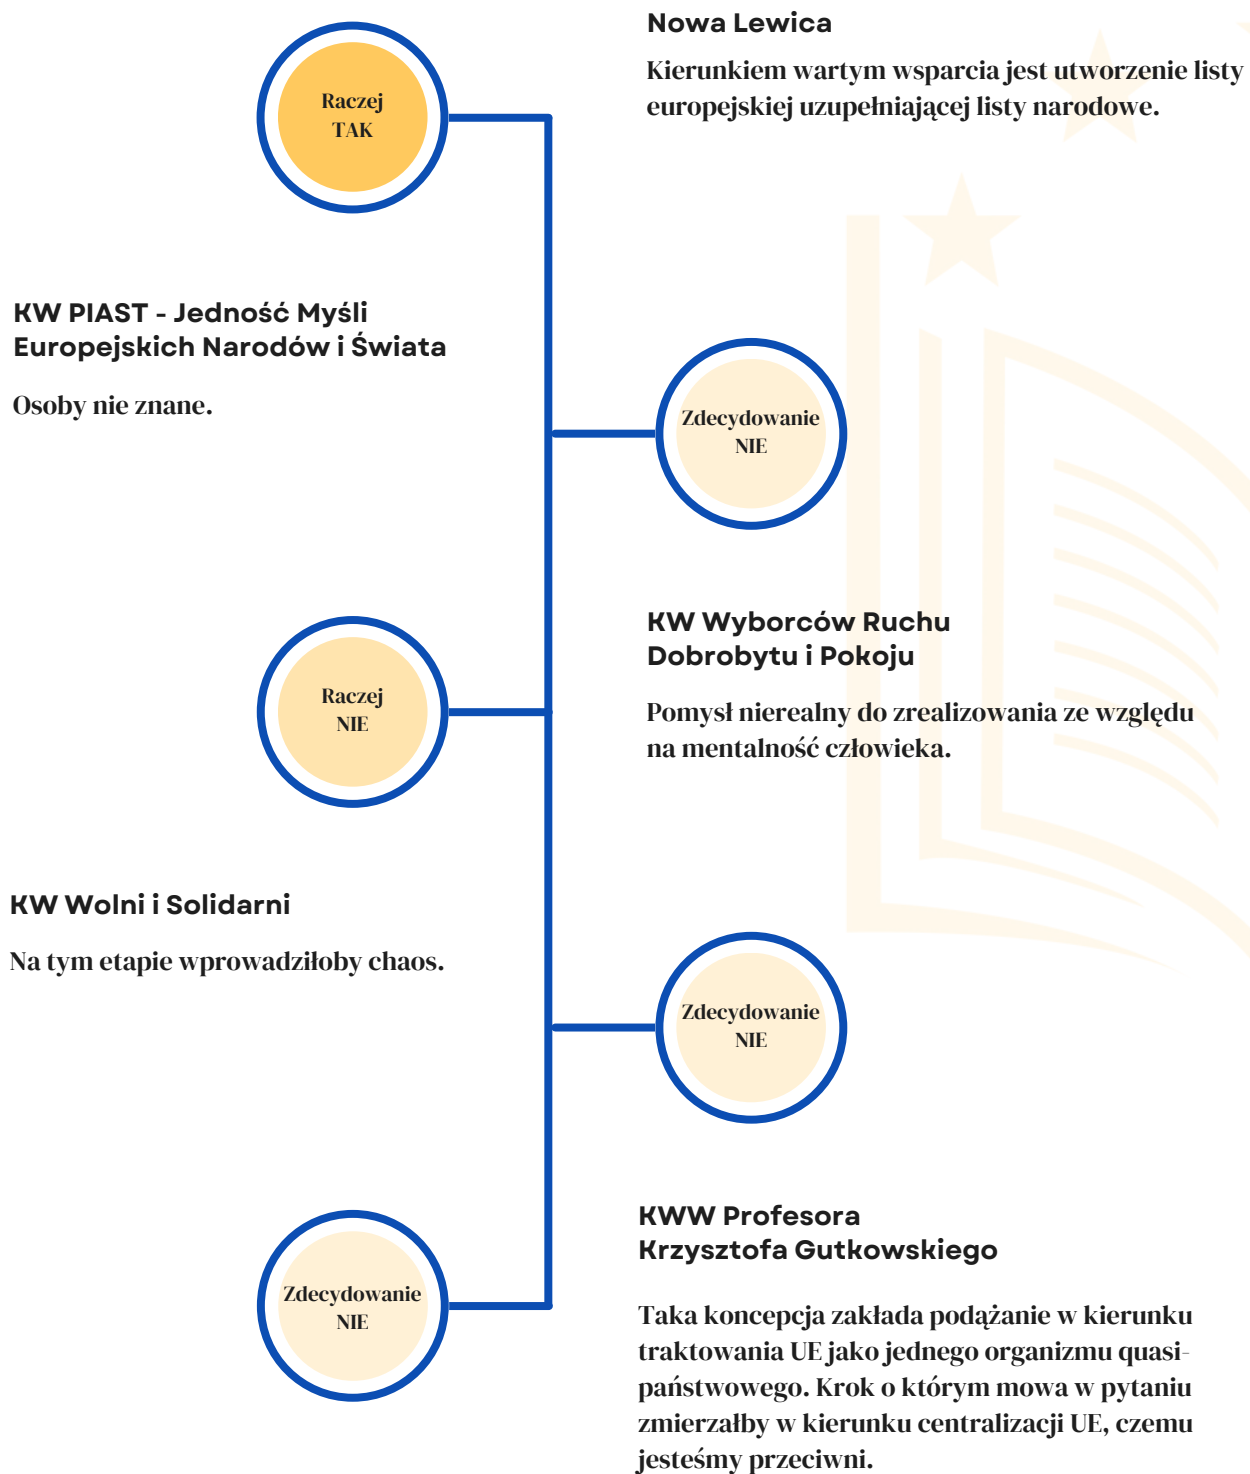 Nowa Lewica
Kierunkiem wartym wsparcia jest utworzenie listy
europejskiej uzupełniającej listy narodowe.
Raczej
TAK
KW PIAST - Jedność Myśli
Europejskich Narodów i Świata
Osoby nie znane.
Zdecydowanie
NIE
KW Wyborców Ruchu
Dobrobytu i Pokoju
Pomysł nierealny do zrealizowania ze względu
na mentalność człowieka.
Raczej
NIE
KW Wolni i Solidarni
Na tym etapie wprowadziłoby chaos.
Zdecydowanie
NIE
KWW Profesora
Krzysztofa Gutkowskiego
Taka koncepcja zakłada podążanie w kierunku
traktowania UE jako jednego organizmu quasi-
państwowego. Krok o którym mowa w pytaniu
zmierzałby w kierunku centralizacji UE, czemu
jesteśmy przeciwni.
Zdecydowanie
NIE